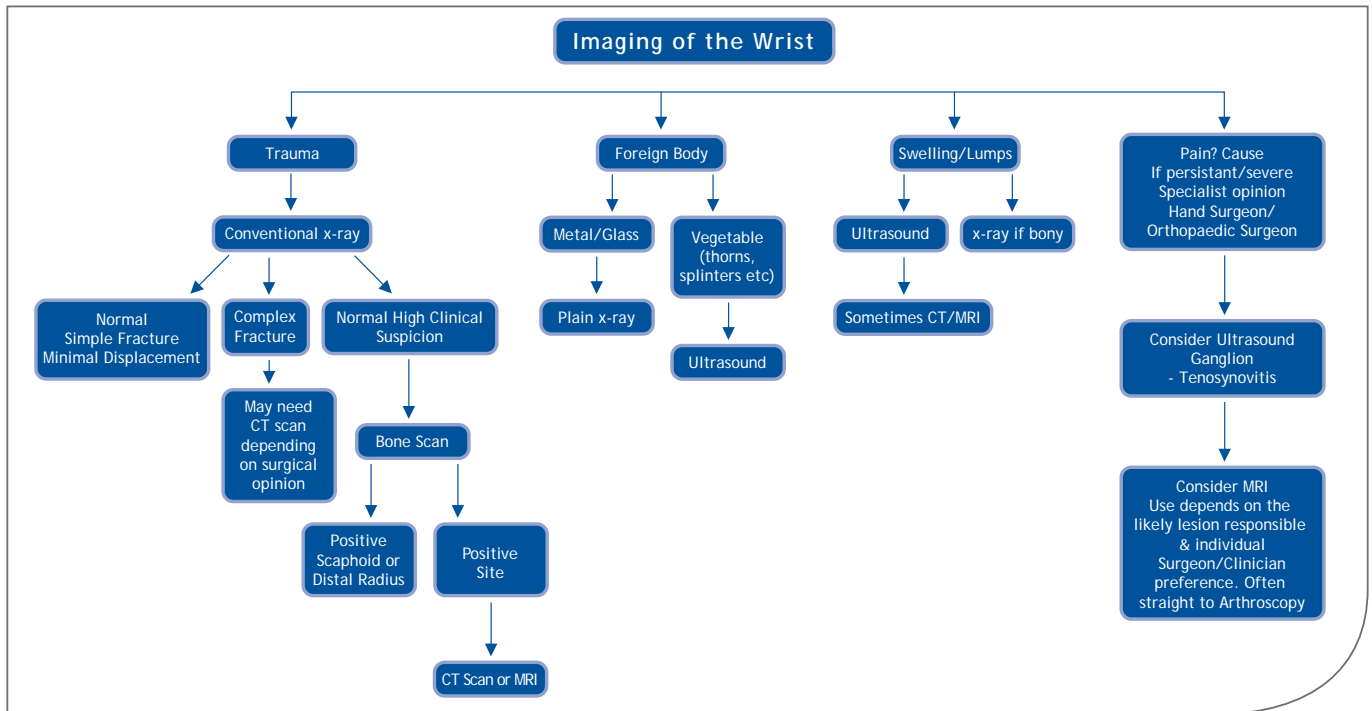 Imaging of the Wrist
Trauma
Foreign Body
Swelling/Lumps
Pain? Cause
If persistant/severe
Specialist opinion
Hand Surgeon/
Orthopaedic Surgeon
Conventional x-ray
Metal/Glass
Vegetable
(thorns,
splinters etc)
Ultrasound
x-ray if bony
Normal
Simple Fracture
Minimal Displacement
Complex
Fracture
Normal High Clinical
Suspicion
Plain x-ray
Ultrasound
Sometimes CT/MRI
Consider Ultrasound
Ganglion
- Tenosynovitis
May need
CT scan
depending
on surgical
opinion
Bone Scan
Positive
Scaphoid or
Distal Radius
Positive
Site
Consider MRI
Use depends on the
likely lesion responsible
& individual
Surgeon/Clinician
preference. Often
straight to Arthroscopy
CT Scan or MRI